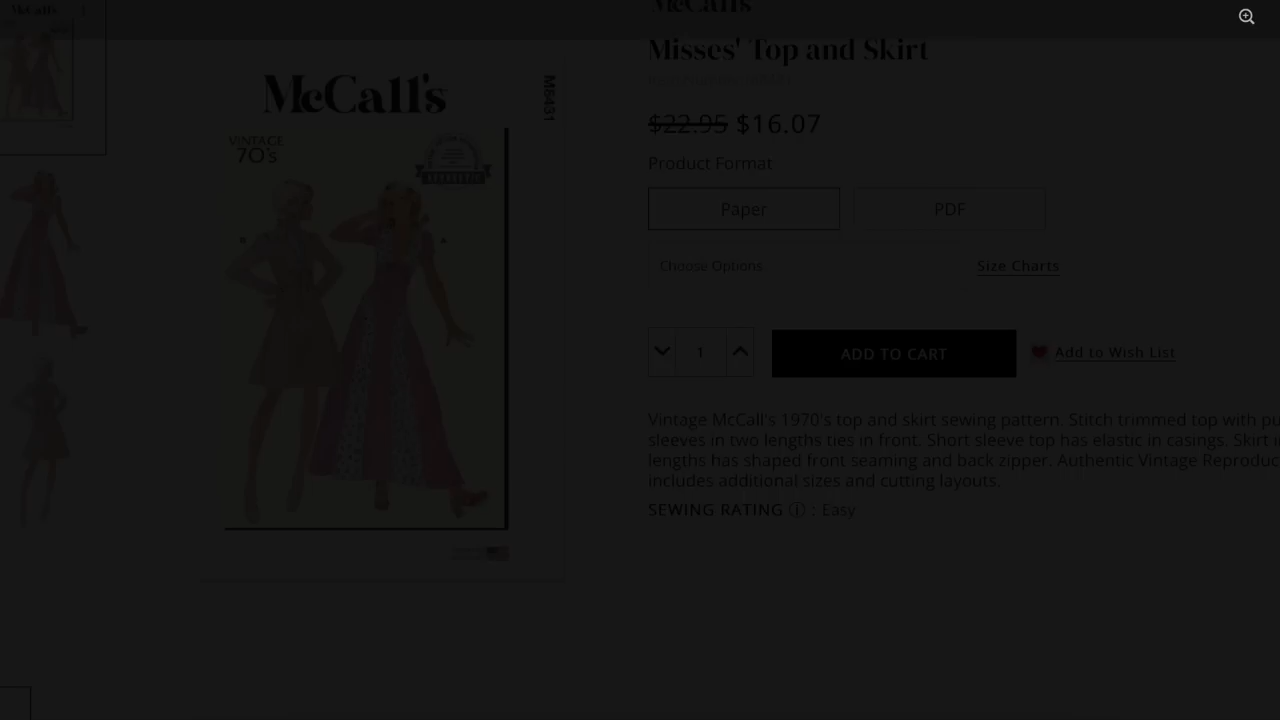 McCall's
Misses' Top and Skirt
$22.95 $16.07
Product Format
Paper
PDF
Choose Options
Size Charts
1
ADD TO CART
Add to Wish List
Vintage McCall's 1970's top and skirt sewing pattern. Stitch trimmed top with
sleeves in two lengths ties in front. Short sleeve top has elastic in casings. Skirt
lengths has shaped front seaming and back zipper. Authentic Vintage
includes additional sizes and cutting layouts.
SEWING RATING ⓘ : Easy
McCall's
M6431
VINTAGE
70's
AUTHENTIC